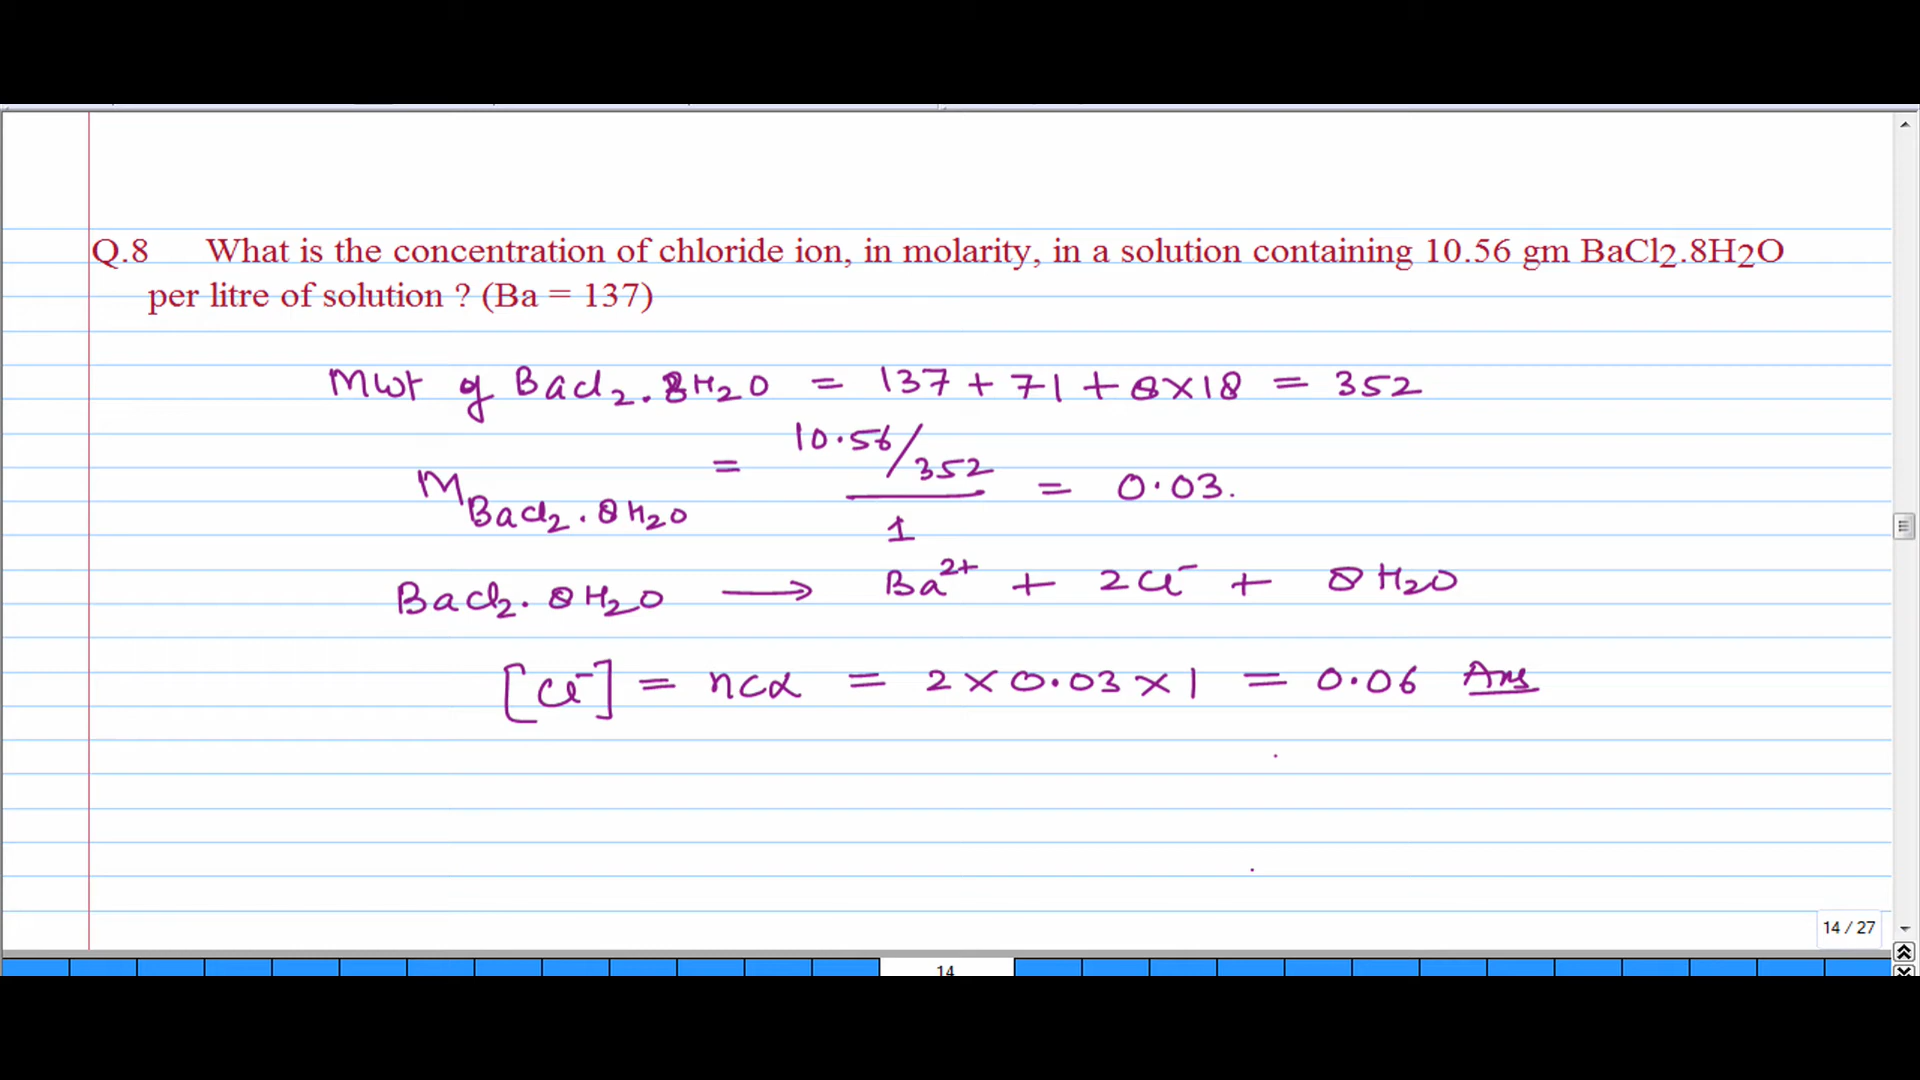 Q.8 What is the concentration of chloride ion, in molarity, in a solution containing 10.56 gm BaCl2.8H2O
per litre of solution ? (Ba = 137)
Mwt of BaCl2.8H2O = 137 + 71 + 8×18 = 352
M BaCl2.8H2O = 10.56/352 / 1 = 0.03.
BaCl2.8H2O ⟶ Ba2+ + 2Cl- + 8H2O
[Cl-] = ncα = 2 × 0.03 × 1 = 0.06 Ans
14 / 27
14